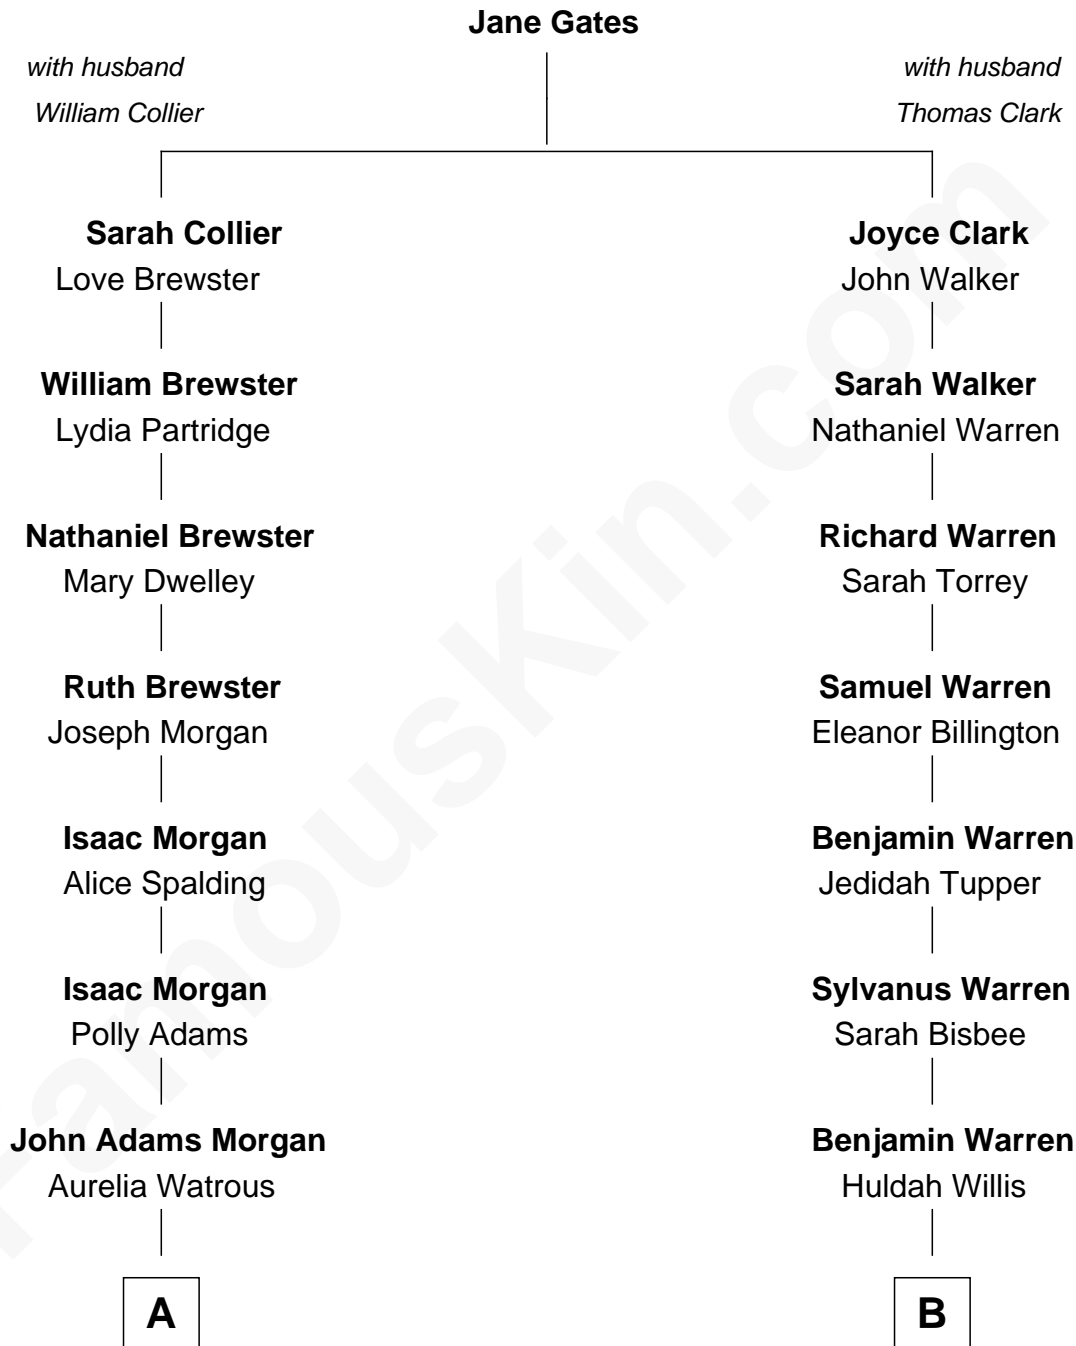 Jane Gates
with husband
William Collier
with husband
Thomas Clark
Sarah Collier
Love Brewster
Joyce Clark
John Walker
William Brewster
Lydia Partridge
Sarah Walker
Nathaniel Warren
Nathaniel Brewster
Mary Dwelley
Richard Warren
Sarah Torrey
Ruth Brewster
Joseph Morgan
Samuel Warren
Eleanor Billington
Isaac Morgan
Alice Spalding
Benjamin Warren
Jedidah Tupper
Isaac Morgan
Polly Adams
Sylvanus Warren
Sarah Bisbee
John Adams Morgan
Aurelia Watrous
Benjamin Warren
Huldah Willis
A
B
FamousKin.com